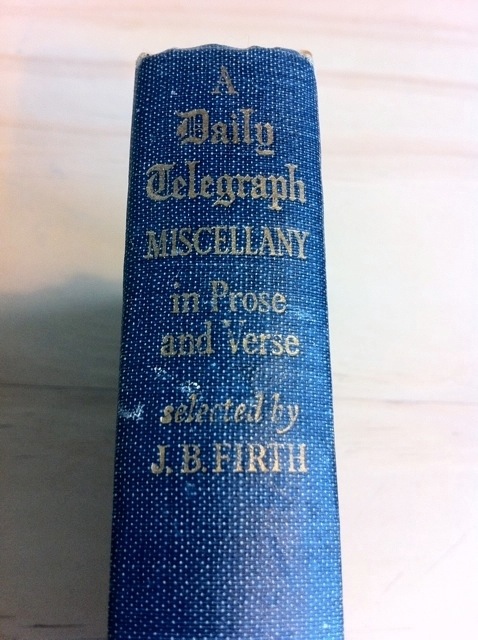 A
Daily
Telegraph
MISCELLANY
in Prose
and Verse
selected by
J. B. FIRTH